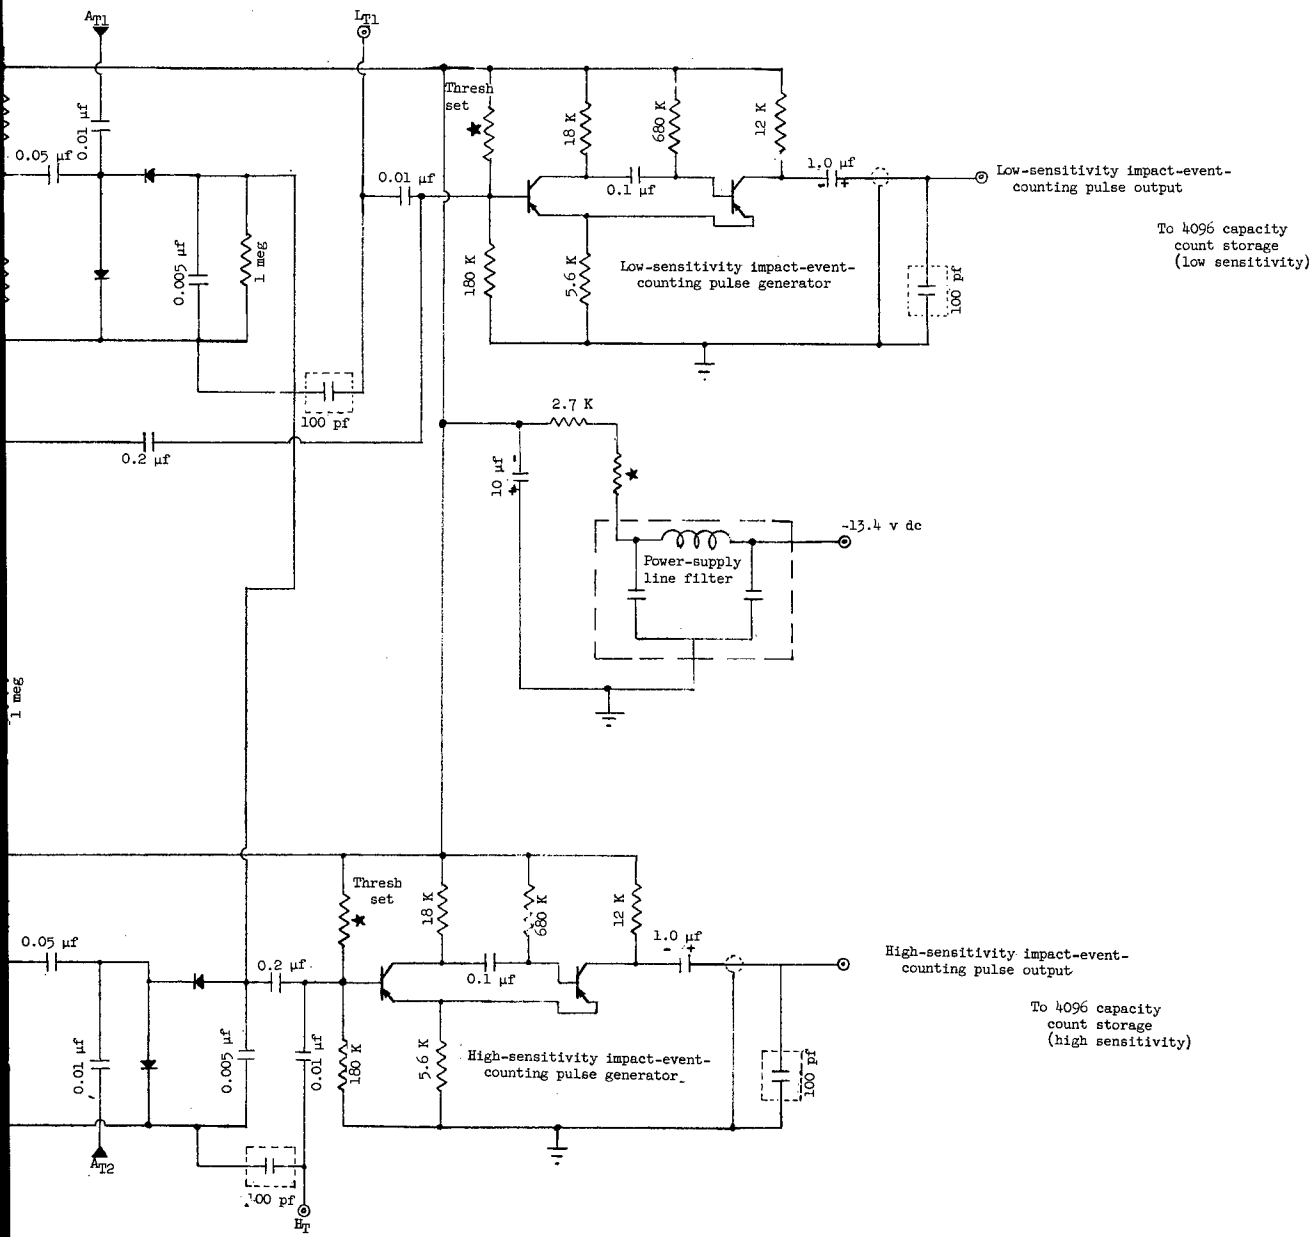 AT1
LT1
Thresh
set
★
18 K
680 K
12 K
0.01 μf
0.05 μf
0.01 μf
1.0 μf
- +
0.1 μf
Low-sensitivity impact-event-
counting pulse output
To 4096 capacity
count storage
(low sensitivity)
0.005 μf
1 meg
180 K
5.6 K
Low-sensitivity impact-event-
counting pulse generator
100 pf
100 pf
0.2 μf
2.7 K
10 μf
-
+
★
-13.4 v dc
Power-supply
line filter
1 meg
Thresh
set
★
18 K
680 K
12 K
0.05 μf
0.2 μf
0.1 μf
1.0 μf
- +
High-sensitivity impact-event-
counting pulse output
To 4096 capacity
count storage
(high sensitivity)
0.01 μf
0.005 μf
0.01 μf
180 K
5.6 K
High-sensitivity impact-event-
counting pulse generator
100 pf
AT2
100 pf
HT